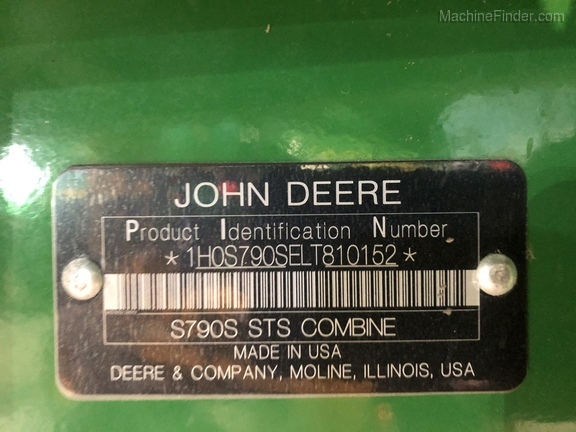 MachineFinder.com
JOHN DEERE
Product Identification Number
*1H0S790SELT810152*
S790S STS COMBINE
MADE IN USA
DEERE & COMPANY, MOLINE, ILLINOIS, USA